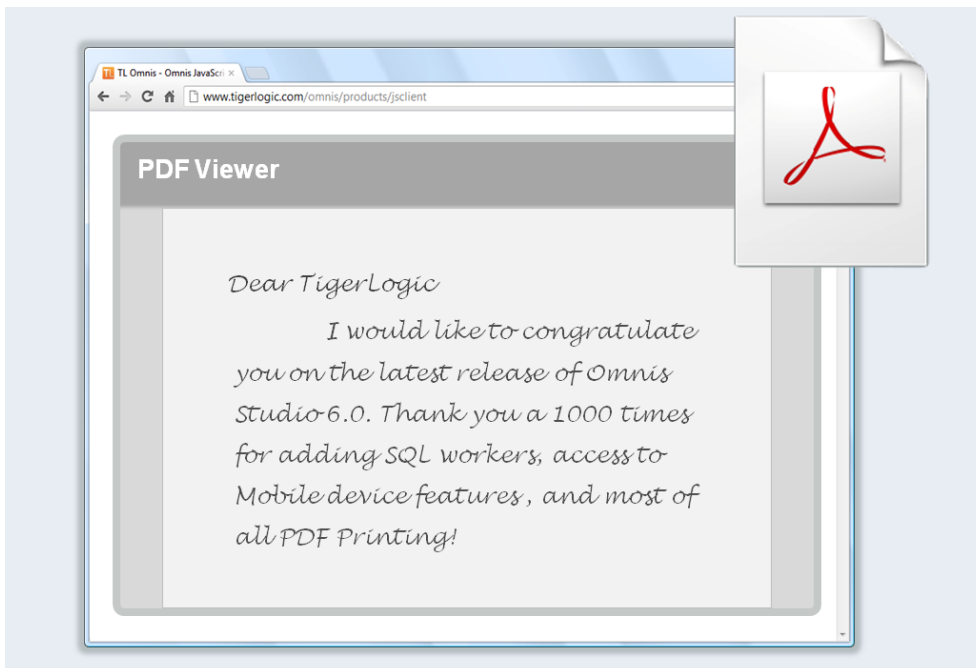 TL Omnis - Omnis JavaScri
www.tigerlogic.com/omnis/products/jsclient
PDF Viewer
Dear TigerLogic
I would like to congratulate
you on the latest release of Omnis
Studio 6.0. Thank you a 1000 times
for adding SQL workers, access to
Mobile device features , and most of
all PDF Printing!